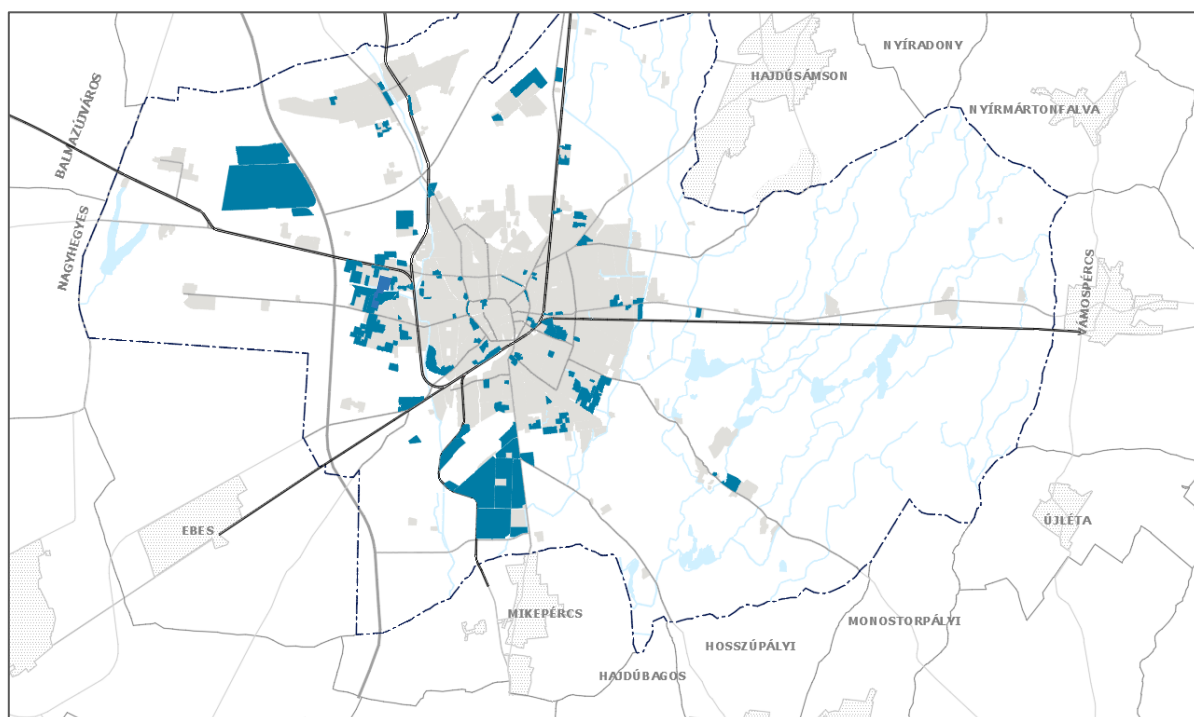 NYÍRADONY
HAJDÚSÁMSON
NYÍRMÁRTONFALVA
BALMAZÚJVÁROS
NAGYHEGYES
VÁMOSPÉRCS
EBES
ÚJLÉTA
MIKEPÉRCS
MONOSTORPÁLYI
HOSSZÚPÁLYI
HAJDÚBAGOS